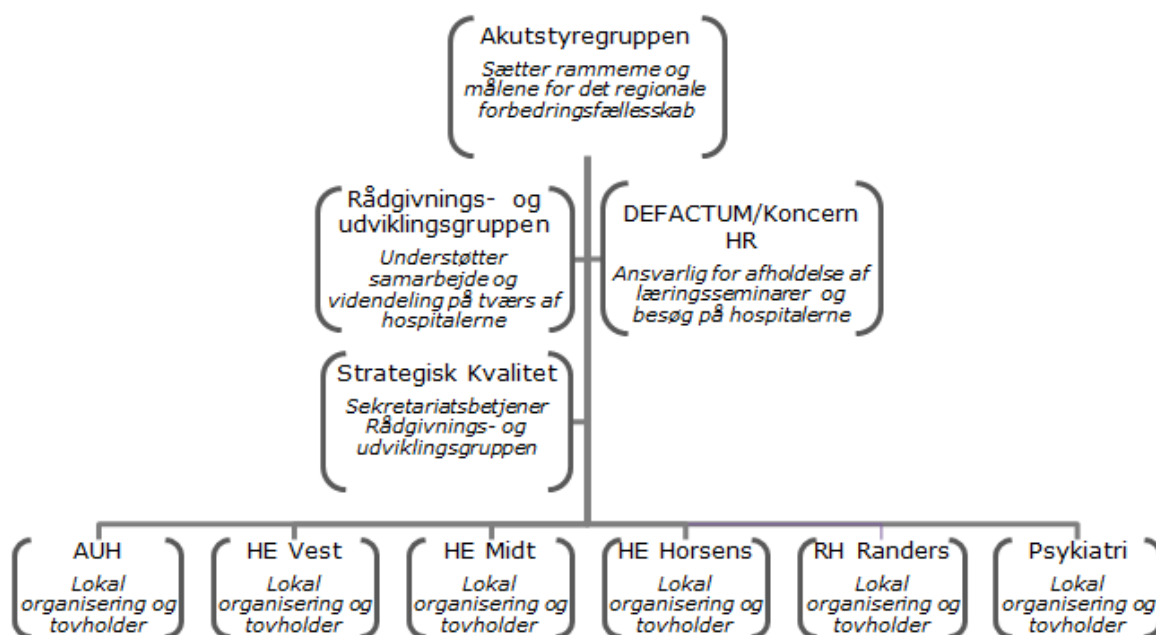 Akutstyregruppen
Sætter rammerne og
målene for det regionale
forbedringsfællesskab
Rådgivnings- og
udviklingsgruppen
Understøtter
samarbejde og
videndeling på tværs af
hospitalerne
DEFACTUM/Koncern
HR
Ansvarlig for afholdelse af
læringsseminarer og
besøg på hospitalerne
Strategisk Kvalitet
Sekretariatsbetjener
Rådgivnings- og
udviklingsgruppen
AUH
Lokal
organisering og
tovholder
HE Vest
Lokal
organisering og
tovholder
HE Midt
Lokal
organisering og
tovholder
HE Horsens
Lokal
organisering og
tovholder
RH Randers
Lokal
organisering og
tovholder
Psykiatri
Lokal
organisering og
tovholder